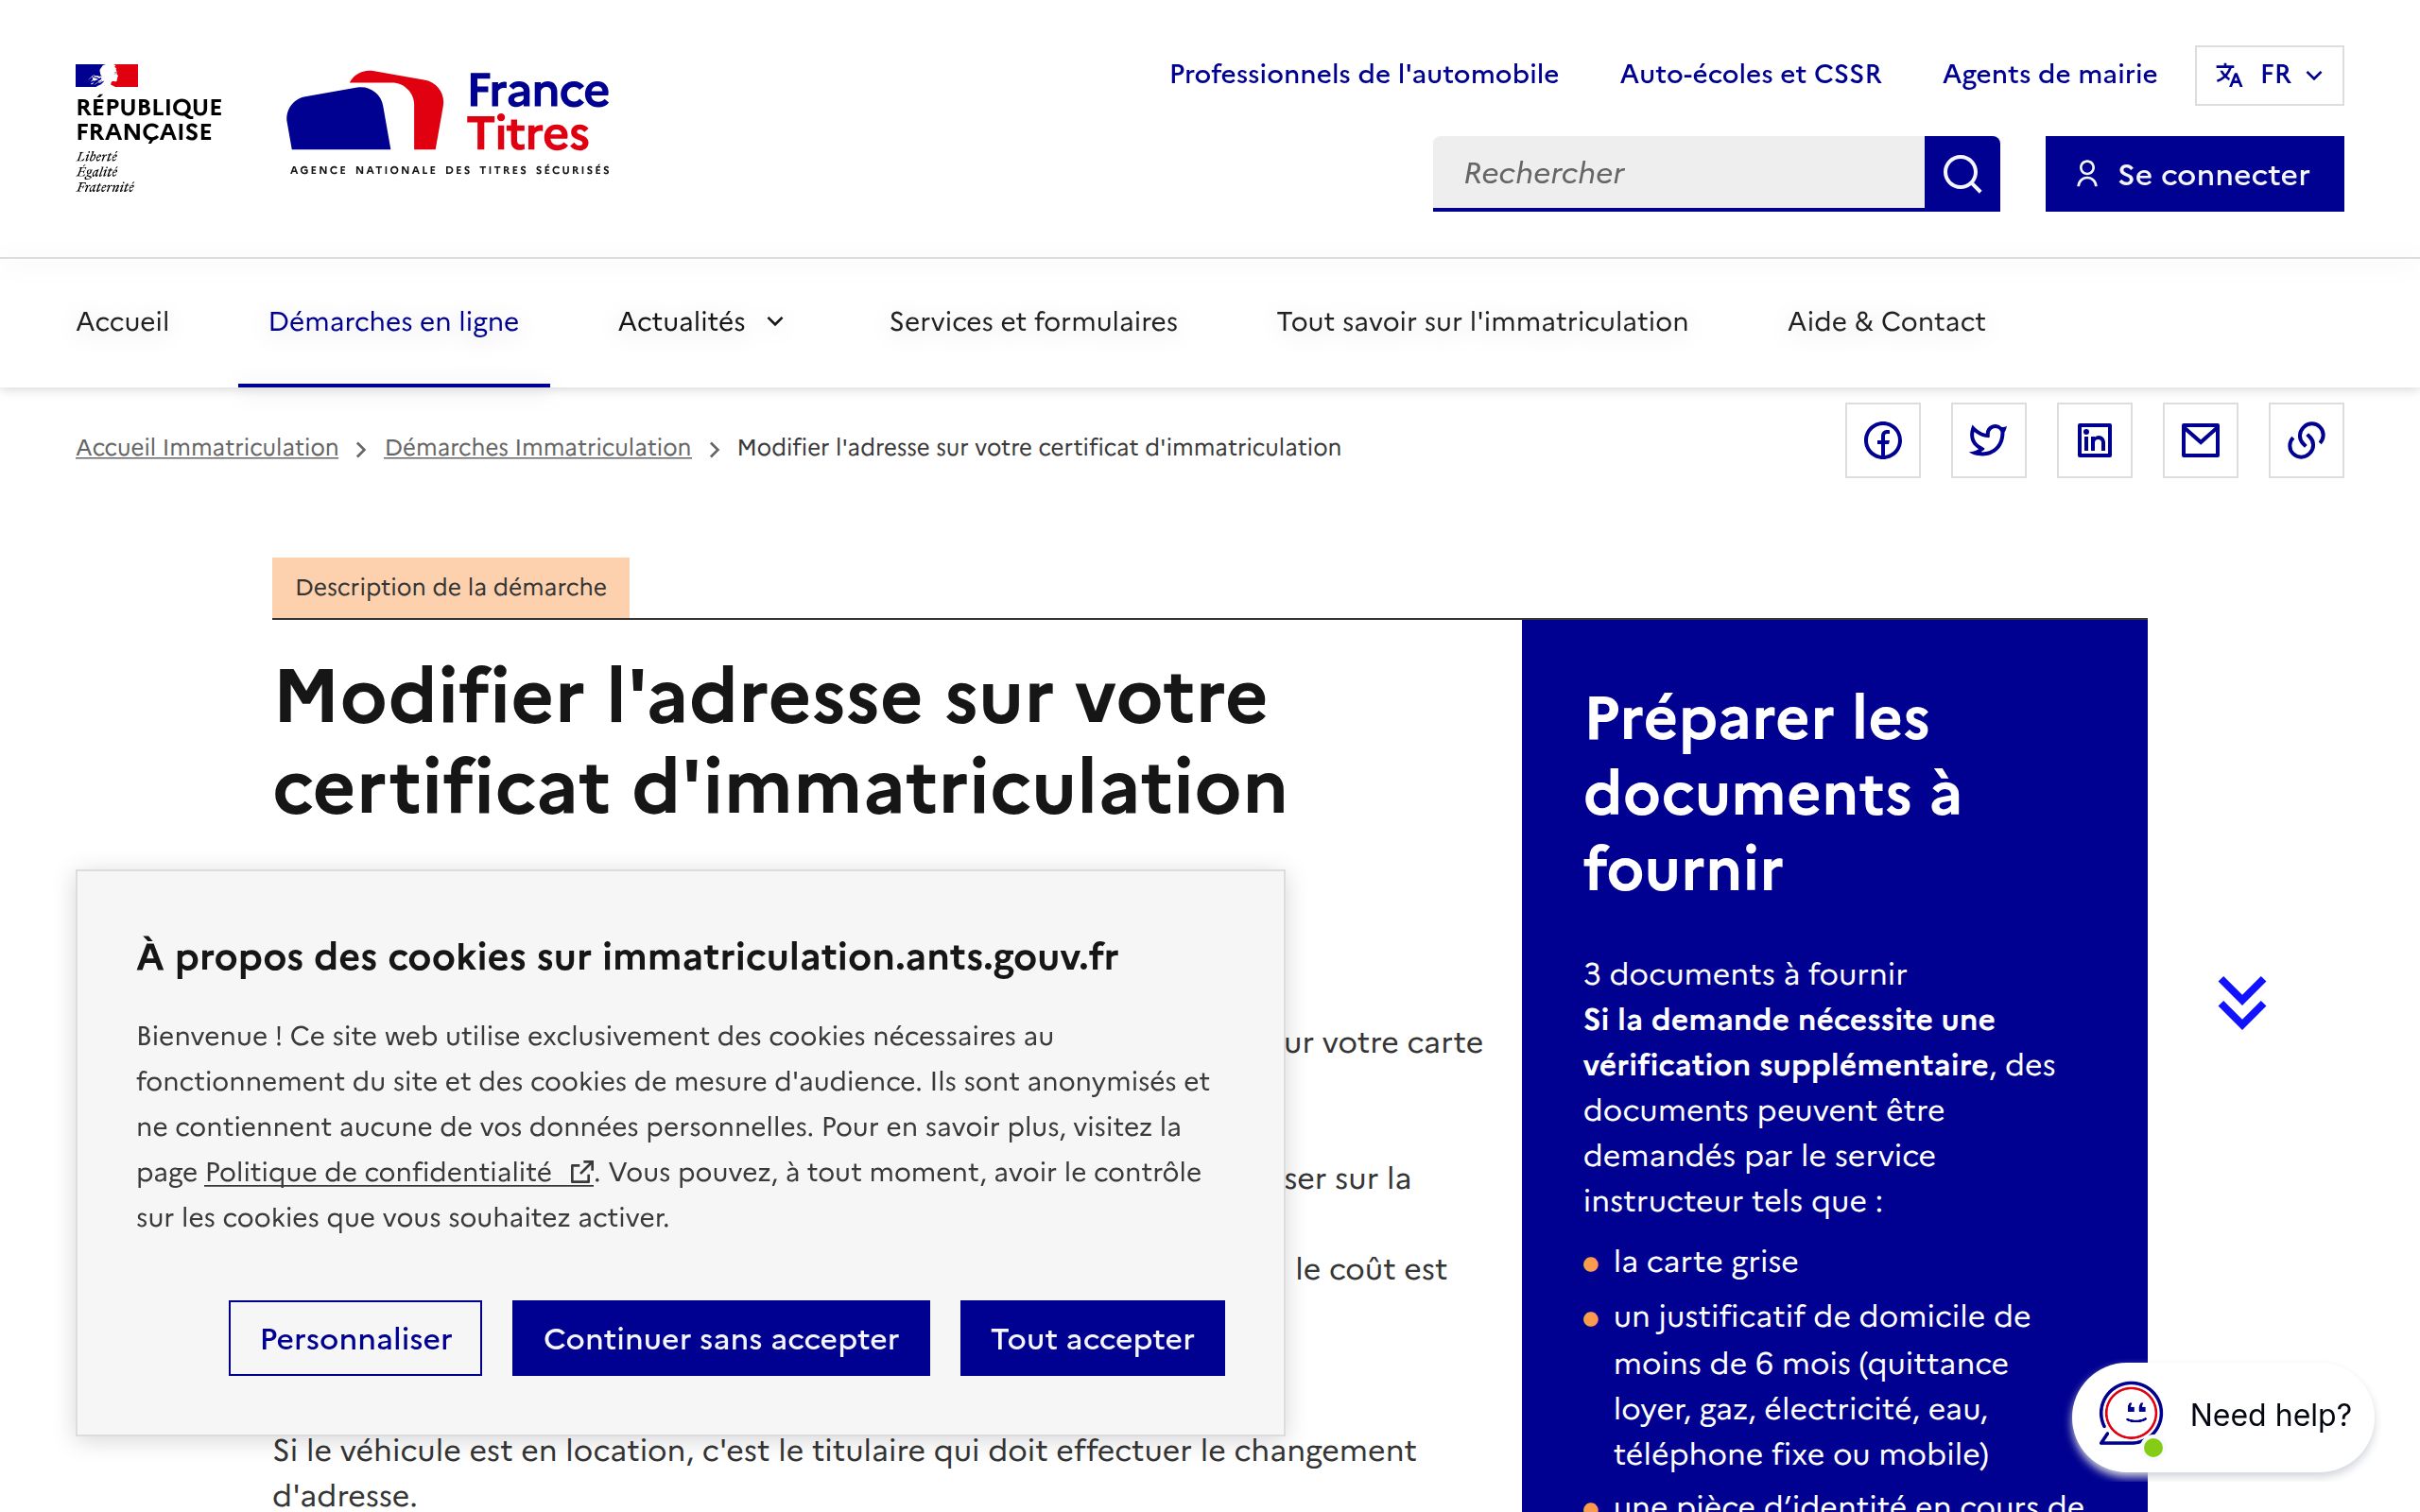 RÉPUBLIQUE
FRANÇAISE
Liberté
Égalité
Fraternité
France
Titres
AGENCE NATIONALE DES TITRES SÉCURISÉS
Professionnels de l'automobile
Auto-écoles et CSSR
Agents de mairie
FR
Rechercher
Se connecter
Accueil
Démarches en ligne
Actualités
Services et formulaires
Tout savoir sur l'immatriculation
Aide & Contact
Accueil Immatriculation
Démarches Immatriculation
Modifier l'adresse sur votre certificat d'immatriculation
Description de la démarche
Modifier l'adresse sur votre
certificat d'immatriculation
À propos des cookies sur immatriculation.ants.gouv.fr
Bienvenue ! Ce site web utilise exclusivement des cookies nécessaires au
fonctionnement du site et des cookies de mesure d'audience. Ils sont anonymisés et
ne contiennent aucune de vos données personnelles. Pour en savoir plus, visitez la
page Politique de confidentialité. Vous pouvez, à tout moment, avoir le contrôle
sur les cookies que vous souhaitez activer.
Personnaliser
Continuer sans accepter
Tout accepter
votre carte
sur la
le coût est
Si le véhicule est en location, c'est le titulaire qui doit effectuer le changement
d'adresse.
Préparer les
documents à
fournir
3 documents à fournir
Si la demande nécessite une
vérification supplémentaire, des
documents peuvent être
demandés par le service
instructeur tels que :
la carte grise
un justificatif de domicile de
moins de 6 mois (quittance
loyer, gaz, électricité, eau,
téléphone fixe ou mobile)
une pièce d'identité en cours de
Need help?